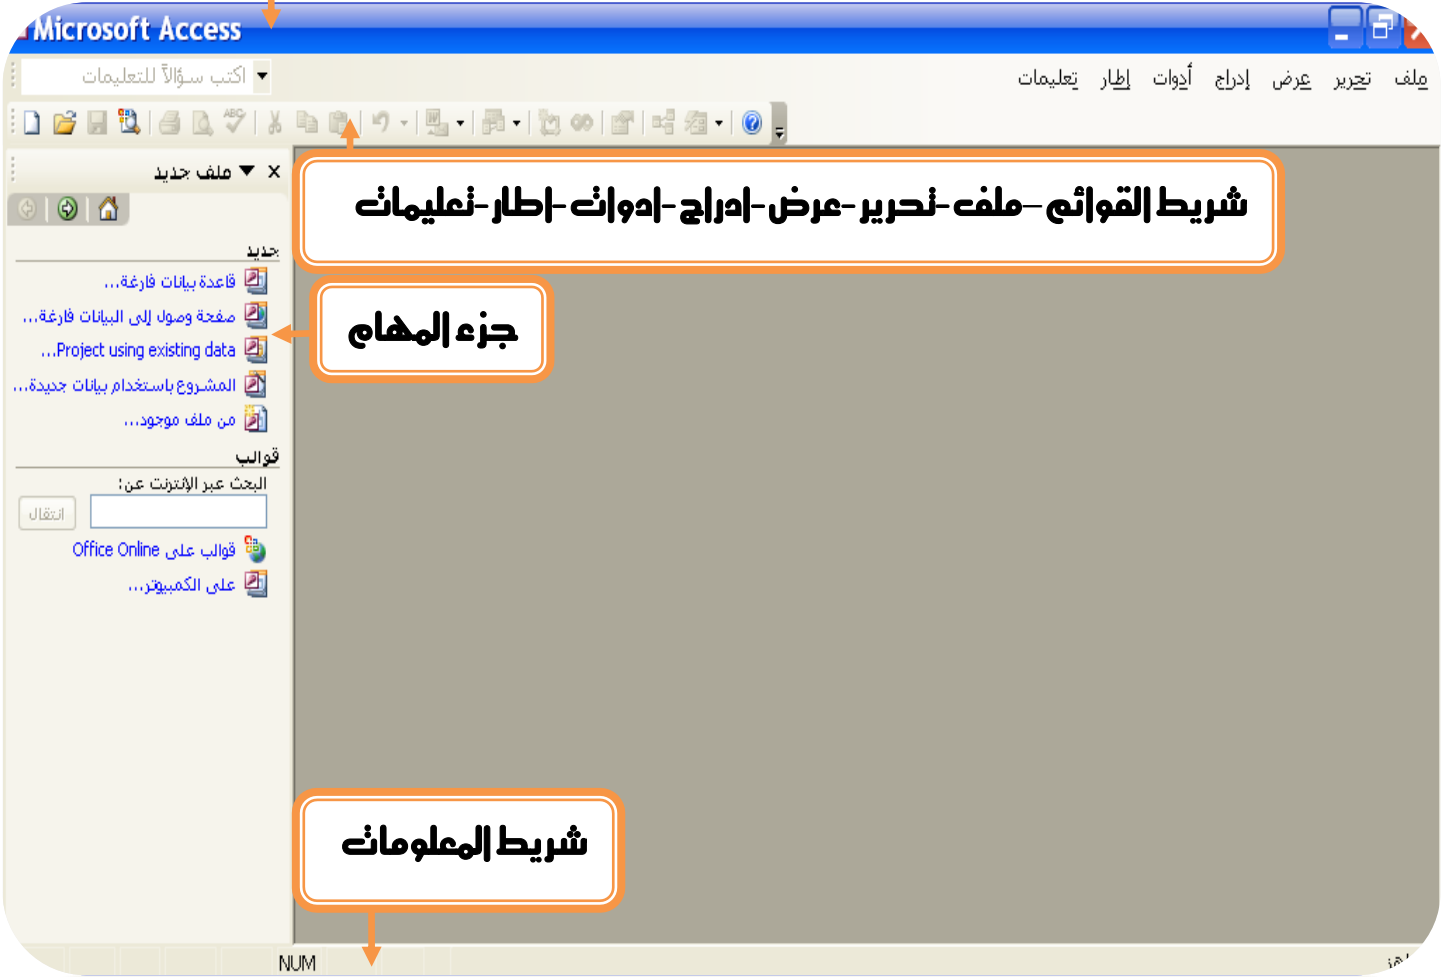 Microsoft Access
ملف تحرير عرض إدراج أدوات إطار تعليمات
اكتب سؤالاً للتعليمات
ملف جديد
شريط القوائم –ملف-تحرير-عرض-ادراج-ادوات-اطار-تعليمات
جديد
قاعدة بيانات فارغة...
صفحة وصول إلى البيانات فارغة...
جزء المهام
Project using existing data...
المشروع باستخدام بيانات جديدة...
من ملف موجود...
قوالب
البحث عبر الإنترنت عن:
انتقال
قوالب على Office Online
على الكمبيوتر...
شريط المعلومات
NUM